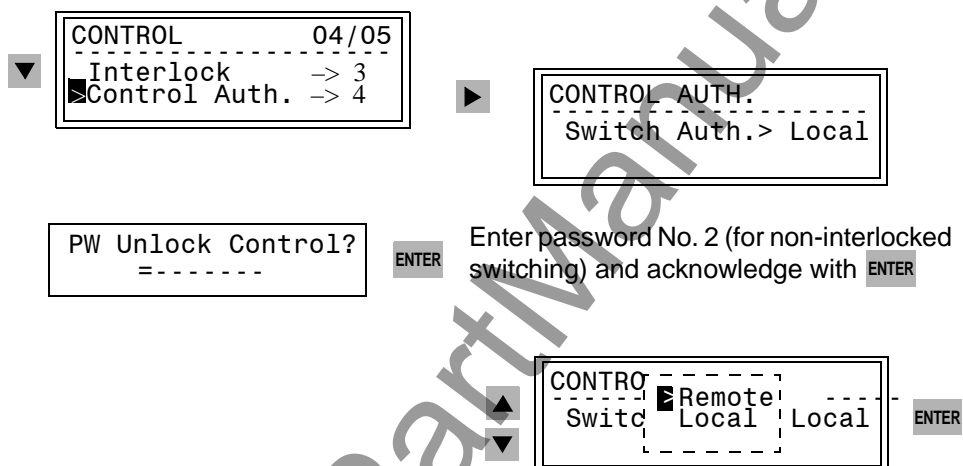 CONTROL 04/05
---------------------
Interlock –> 3
>Control Auth. –> 4
CONTROL AUTH.
---------------------
Switch Auth.> Local
PW Unlock Control?
=-------
ENTER
Enter password No. 2 (for non-interlocked
switching) and acknowledge with ENTER
CONTRO
>Remote
Switc Local Local
ENTER